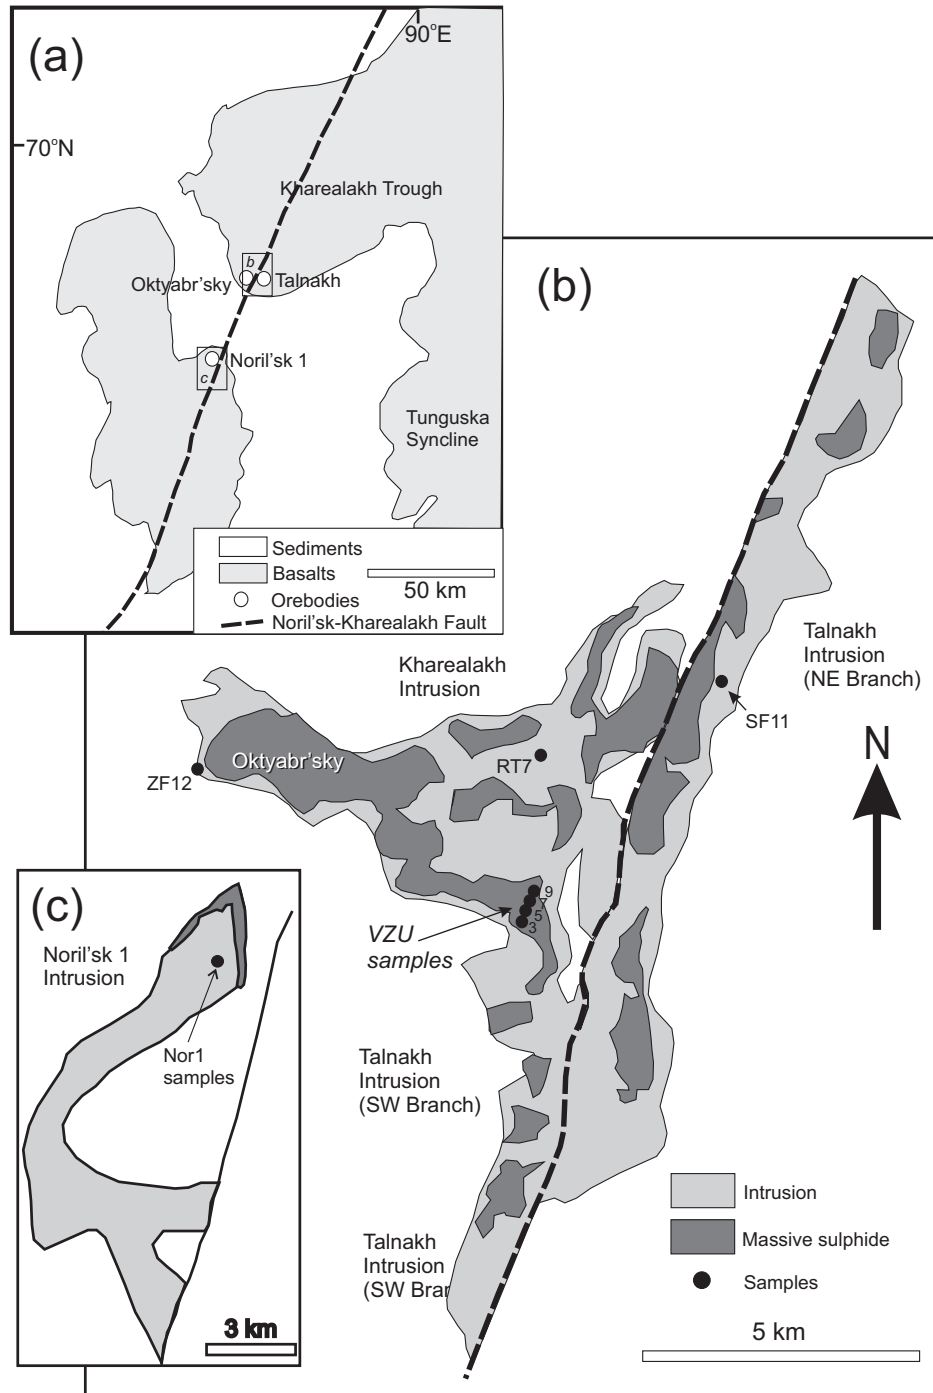 (a)
90°E
70°N
Kharealakh Trough
b
Oktyabr'sky
Talnakh
Noril'sk 1
c
Tunguska
Syncline
Sediments
Basalts
50 km
Orebodies
Noril'sk-Kharealakh Fault
(b)
Kharealakh
Intrusion
Talnakh
Intrusion
(NE Branch)
SF11
N
Oktyabr'sky
RT7
ZF12
9
7
5
3
VZU
samples
Talnakh
Intrusion
(SW Branch)
Talnakh
Intrusion
(SW Bran
Intrusion
Massive sulphide
Samples
5 km
(c)
Noril'sk 1
Intrusion
Nor1
samples
3 km